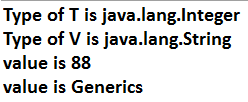 Type of T is java.lang.Integer
Type of V is java.lang.String
value is 88
value is Generics